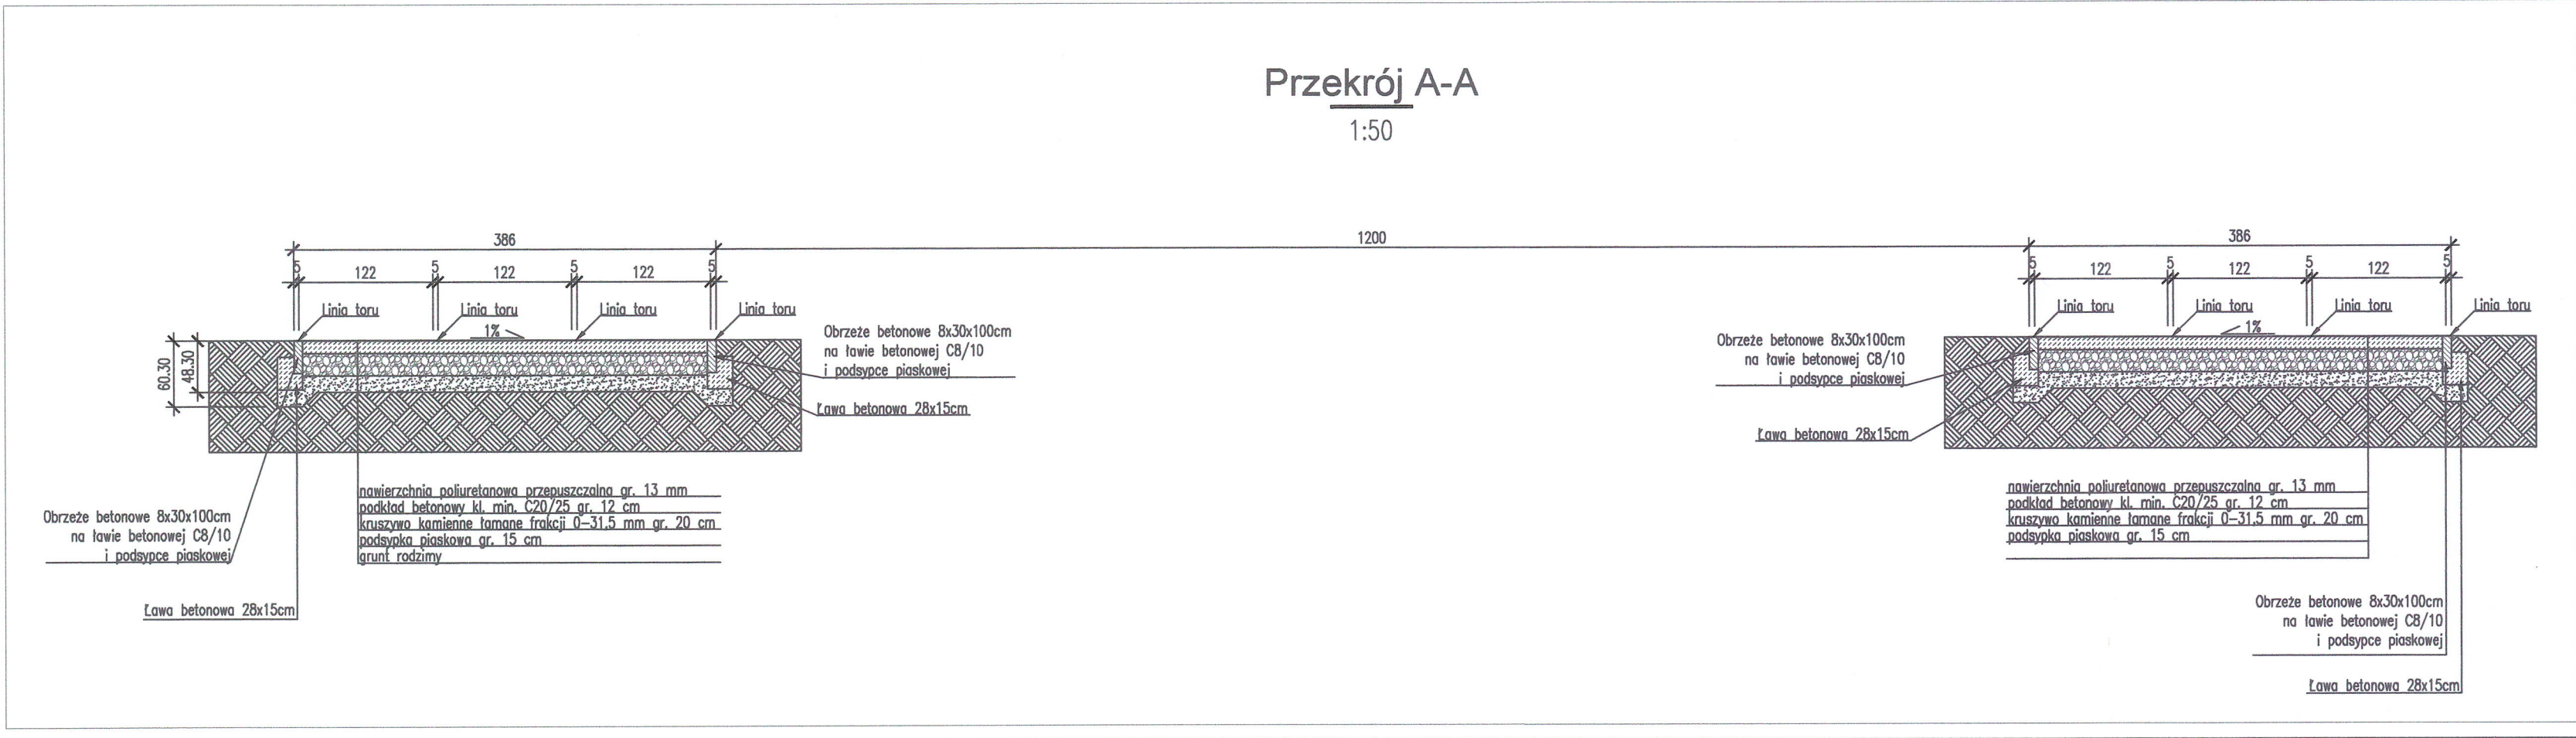 Przekrój A-A
1:50
386
1200
386
5
122
5
122
5
122
5
5
122
5
122
5
122
5
Linia toru
Linia toru
Linia toru
Linia toru
Linia toru
Linia toru
Linia toru
Linia toru
1%
1%
60.30
48.30
Obrzeże betonowe 8x30x100cm
na ławie betonowej C8/10
i podsypce piaskowej
Ława betonowa 28x15cm
Obrzeże betonowe 8x30x100cm
na ławie betonowej C8/10
i podsypce piaskowej
Ława betonowa 28x15cm
nawierzchnia poliuretanowa przepuszczalna gr. 13 mm
podkład betonowy kl. min. C20/25 gr. 12 cm
kruszywo kamienne łamane frakcji 0-31,5 mm gr. 20 cm
podsypka piaskowa gr. 15 cm
grunt rodzimy
Obrzeże betonowe 8x30x100cm
na ławie betonowej C8/10
i podsypce piaskowej
Ława betonowa 28x15cm
nawierzchnia poliuretanowa przepuszczalna gr. 13 mm
podkład betonowy kl. min. C20/25 gr. 12 cm
kruszywo kamienne łamane frakcji 0-31,5 mm gr. 20 cm
podsypka piaskowa gr. 15 cm
Obrzeże betonowe 8x30x100cm
na ławie betonowej C8/10
i podsypce piaskowej
Ława betonowa 28x15cm